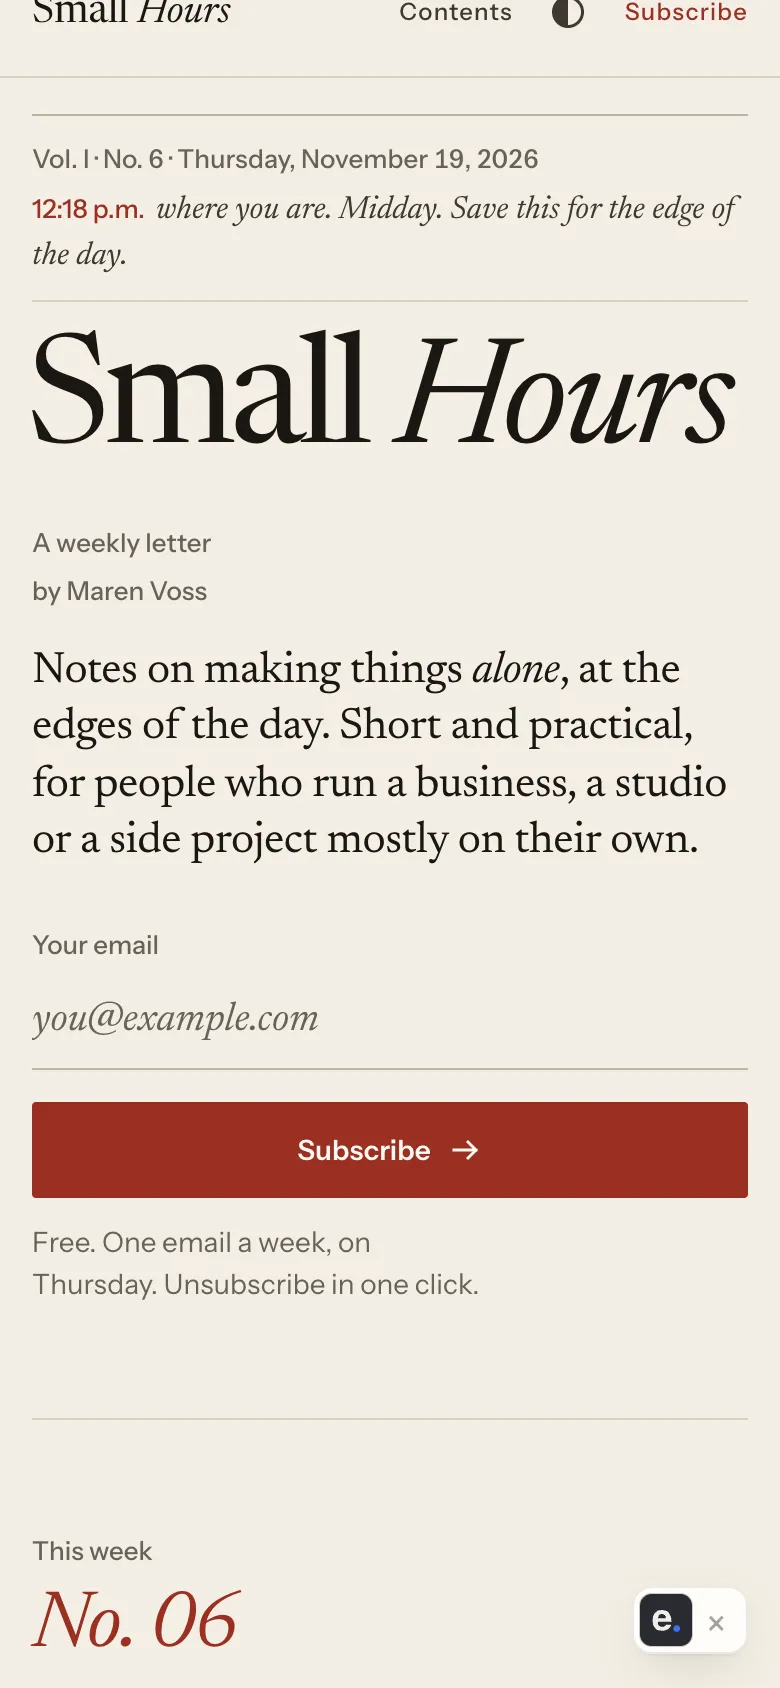 Small Hours
Contents
Subscribe
Vol. I · No. 6 · Thursday, November 19, 2026
12:18 p.m. where you are. Midday. Save this for the edge of
the day.
Small Hours
A weekly letter
by Maren Voss
Notes on making things alone, at the
edges of the day. Short and practical,
for people who run a business, a studio
or a side project mostly on their own.
Your email
you@example.com
Subscribe →
Free. One email a week, on
Thursday. Unsubscribe in one click.
This week
No. 06
e.
×